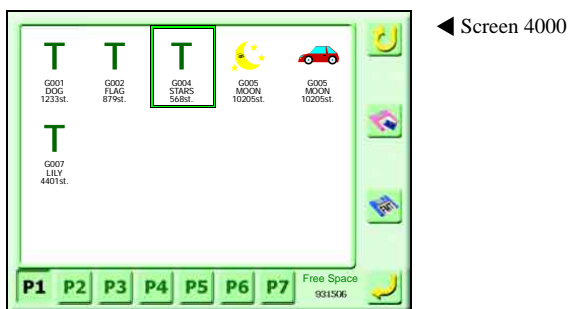 ◀ Screen 4000
T T T
G001 G002 G004 G005 G005
DOG FLAG STARS MOON MOON
1233st. 879st. 568st. 10205st. 10205st.
T
G007
LILY
4401st.
FMT
P1 P2 P3 P4 P5 P6 P7 Free Space
931506